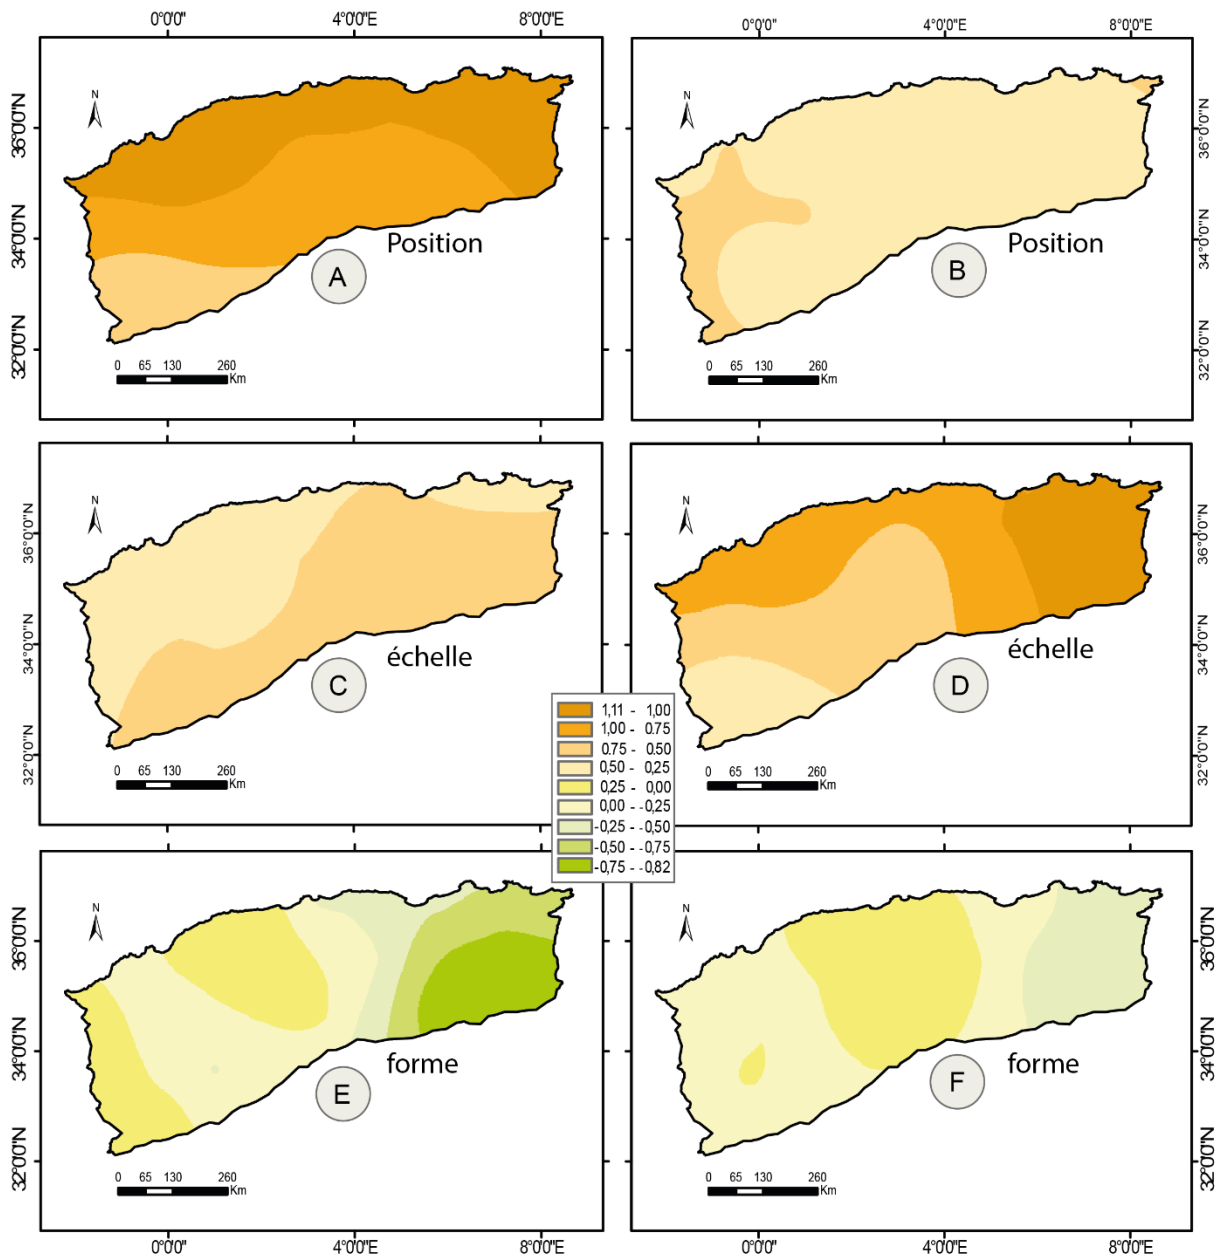 0°0'0" 4°0'0"E 8°0'0"E
0°0'0" 4°0'0"E 8°0'0"E
36°0'0"N
34°0'0"N
32°0'0"N
N
Position
A
0 65 130 260
Km
N
Position
B
0 65 130 260
Km
36°0'0"N
34°0'0"N
32°0'0"N
36°0'0"N
34°0'0"N
32°0'0"N
N
échelle
C
0 65 130 260
Km
N
échelle
D
0 65 130 260
Km
36°0'0"N
34°0'0"N
32°0'0"N
1,11 - 1,00
1,00 - 0,75
0,75 - 0,50
0,50 - 0,25
0,25 - 0,00
0,00 - -0,25
-0,25 - -0,50
-0,50 - -0,75
-0,75 - -0,82
36°0'0"N
34°0'0"N
32°0'0"N
N
forme
E
0 65 130 260
Km
N
forme
F
0 65 130 260
Km
36°0'0"N
34°0'0"N
32°0'0"N
0°0'0" 4°0'0"E 8°0'0"E
0°0'0" 4°0'0"E 8°0'0"E